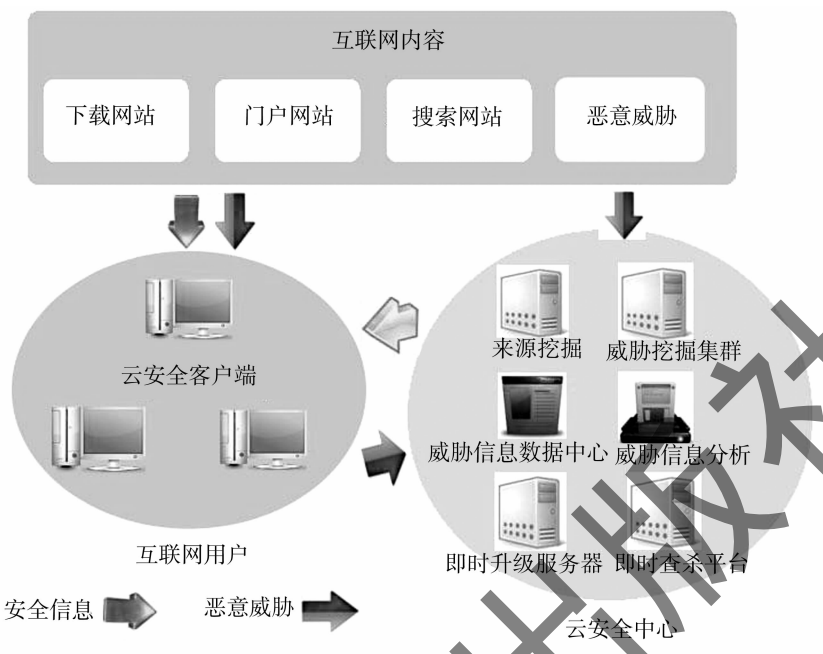 互联网内容
下载网站
门户网站
搜索网站
恶意威胁
来源挖掘
威胁挖掘集群
云安全客户端
威胁信息数据中心
威胁信息分析
即时升级服务器
即时查杀平台
互联网用户
安全信息
恶意威胁
云安全中心
出版社